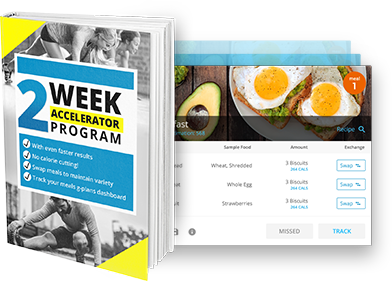 2 WEEK
ACCELERATOR
PROGRAM
With even faster results
No calorie cutting!
Swap meals to maintain variety
Track your meals g-plans dashboard
meal
1
Recipe
Sample Food
Amount
Exchange
Wheat, Shredded
3 Biscuits
264 CALS
Swap
Whole Egg
3 Biscuits
264 CALS
Swap
Strawberries
3 Biscuits
264 CALS
Swap
MISSED
TRACK